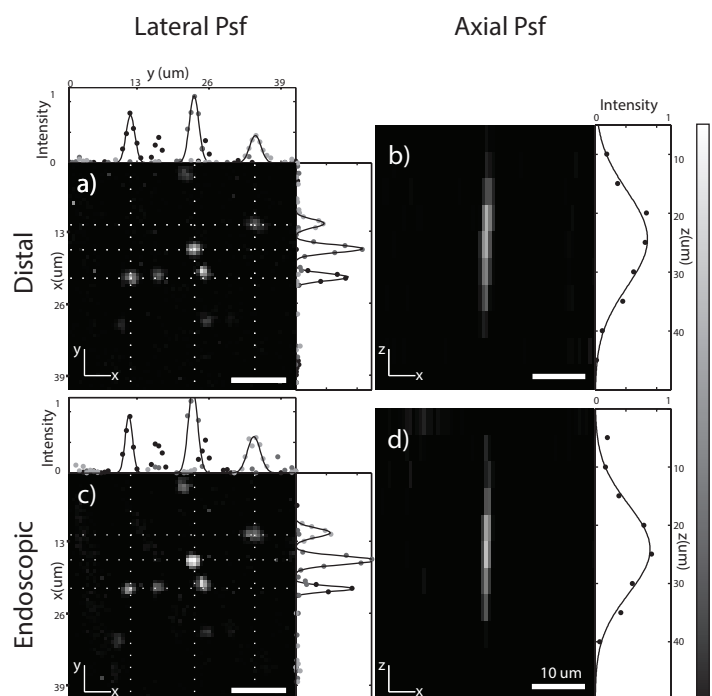 Lateral Psf
Axial Psf
y (um)
0 13 26 39
Intensity
1
0
Distal
a)
x(um)
13
26
39
y
x
b)
Intensity
0 1
z(um)
10
20
30
40
z
x
Endoscopic
Intensity
1
0
c)
x(um)
13
26
39
y
x
d)
0 1
z(um)
10
20
30
40
z
x
10 um